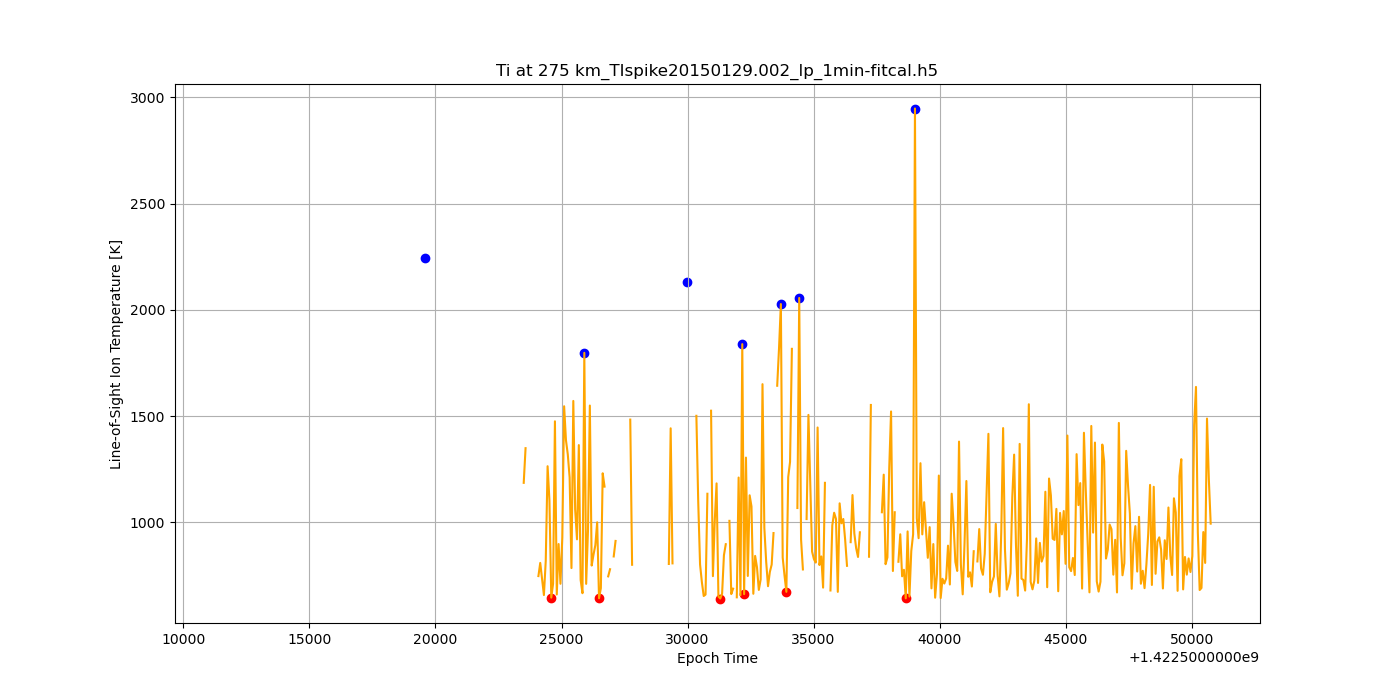 Ti at 275 km_TIspike20150129.002_lp_1min-fitcal.h5
Line-of-Sight Ion Temperature [K]
3000
2500
2000
1500
1000
10000 15000 20000 25000 30000 35000 40000 45000 50000
Epoch Time
+1.4225000000e9